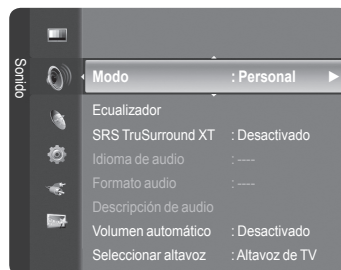 Sonido
Modo : Personal
Ecualizador
SRS TruSurround XT : Desactivado
Idioma de audio : ----
Formato audio : ----
Descripción de audio
Volumen automático : Desactivado
Seleccionar altavoz : Altavoz de TV